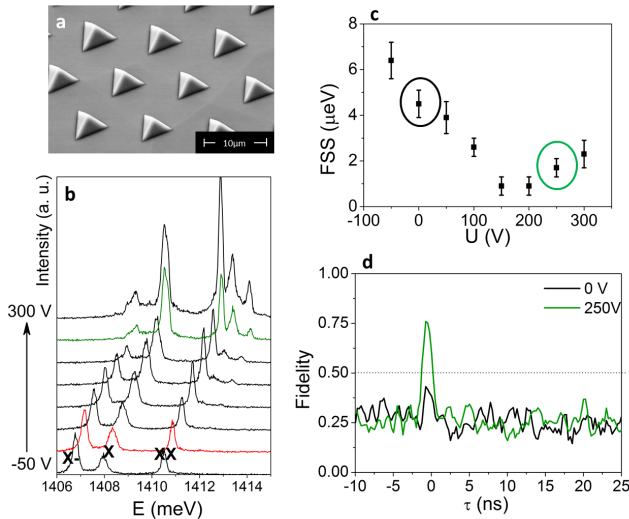 a
10μm
b
Intensity (a. u.)
300 V
-50 V
X-
X
XX
1406 1408 1410 1412 1414
E (meV)
c
FSS (μeV)
8
6
4
2
0
-100 0 100 200 300
U (V)
d
0 V
250V
Fidelity
1.00
0.75
0.50
0.25
0.00
-10 -5 0 5 10 15 20 25
τ (ns)